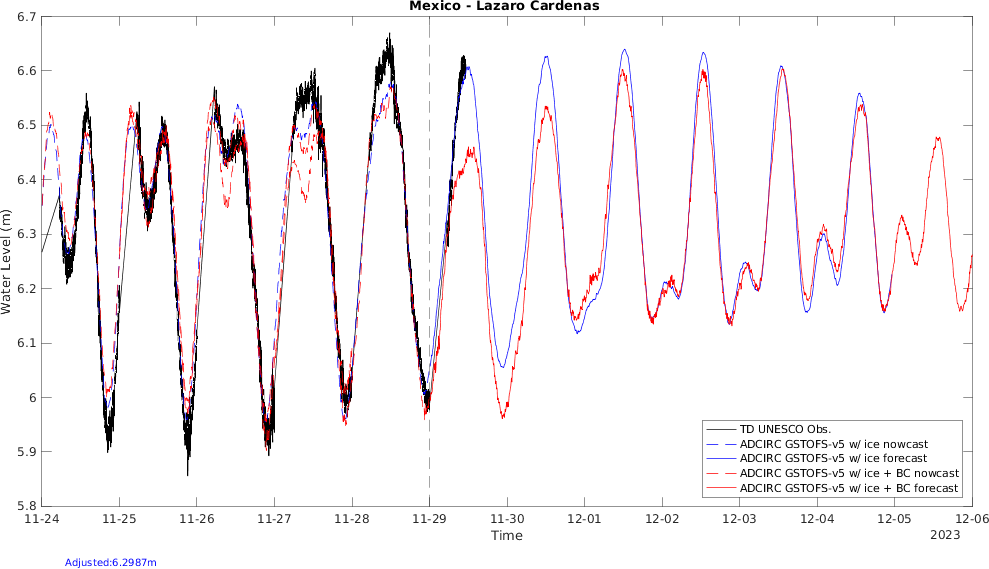 Mexico - Lazaro Cardenas
6.7
6.6
6.5
6.4
6.3
6.2
6.1
6
5.9
5.8
Water Level (m)
TD UNESCO Obs.
ADCIRC GSTOFS-v5 w/ ice nowcast
ADCIRC GSTOFS-v5 w/ ice forecast
ADCIRC GSTOFS-v5 w/ ice + BC nowcast
ADCIRC GSTOFS-v5 w/ ice + BC forecast
11-24 11-25 11-26 11-27 11-28 11-29 11-30 12-01 12-02 12-03 12-04 12-05 12-06
Time
2023
Adjusted:6.2987m